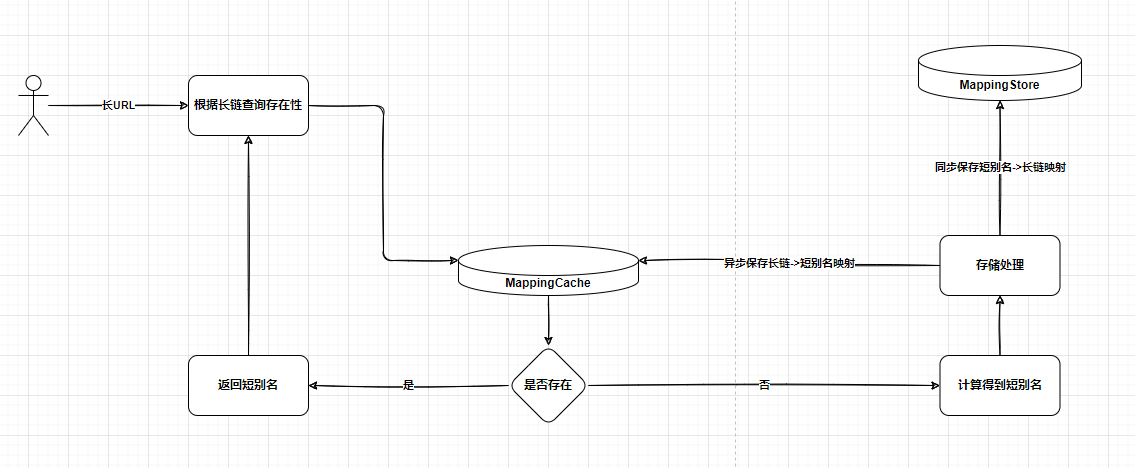 MappingStore
长URL
根据长链查询存在性
同步保存短别名->长链映射
异步保存长链->短别名映射
存储处理
MappingCache
返回短别名
是
是否存在
否
计算得到短别名